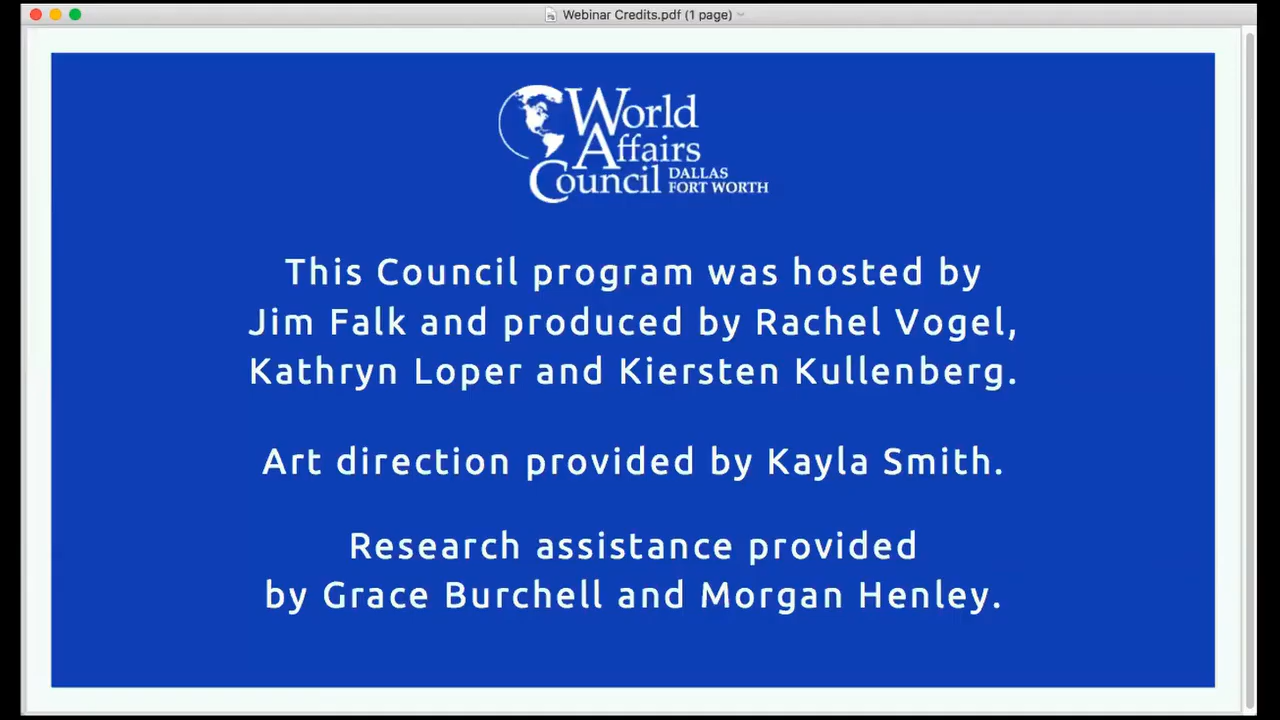 Webinar Credits.pdf (1 page)
World
Affairs
Council DALLAS
FORT WORTH
This Council program was hosted by
Jim Falk and produced by Rachel Vogel,
Kathryn Loper and Kiersten Kullenberg.
Art direction provided by Kayla Smith.
Research assistance provided
by Grace Burchell and Morgan Henley.